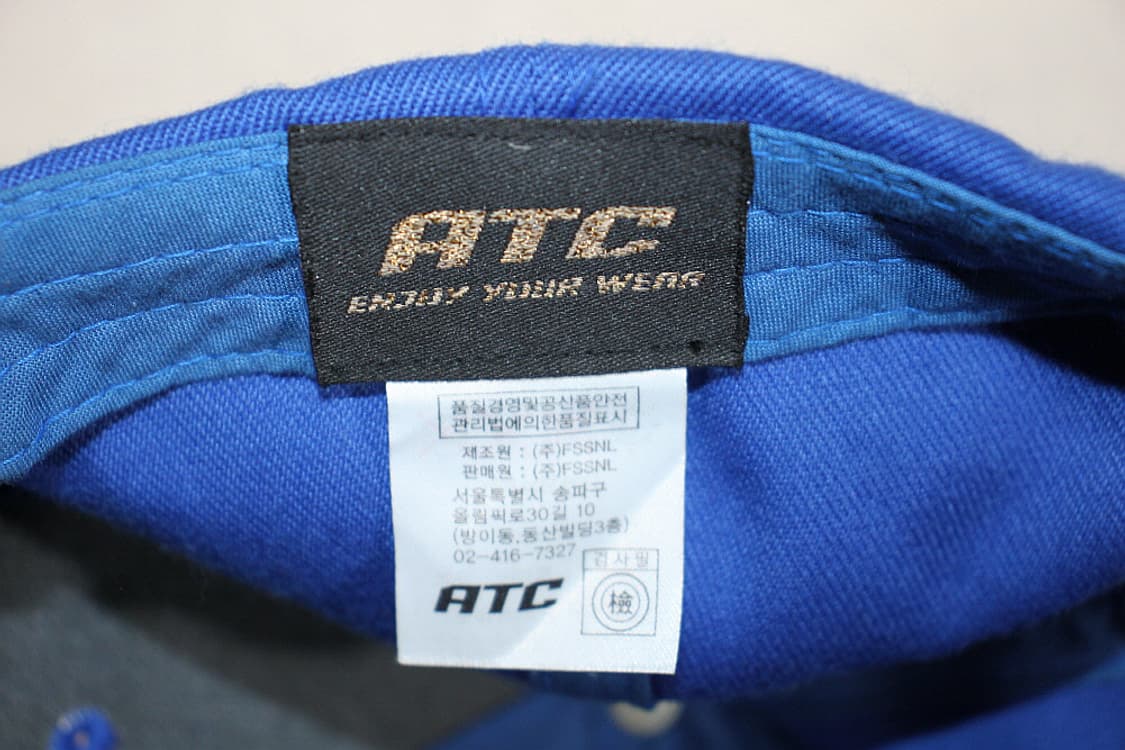 ATC
ENJOY YOUR WEAR
품질경영및공산품안전
관리법에의한품질표시
제조원 : (주)FSSNL
판매원 : (주)FSSNL
서울특별시 송파구
올림픽로30길 10
(방이동,동산빌딩3층)
02-416-7327
검사필
ATC
檢